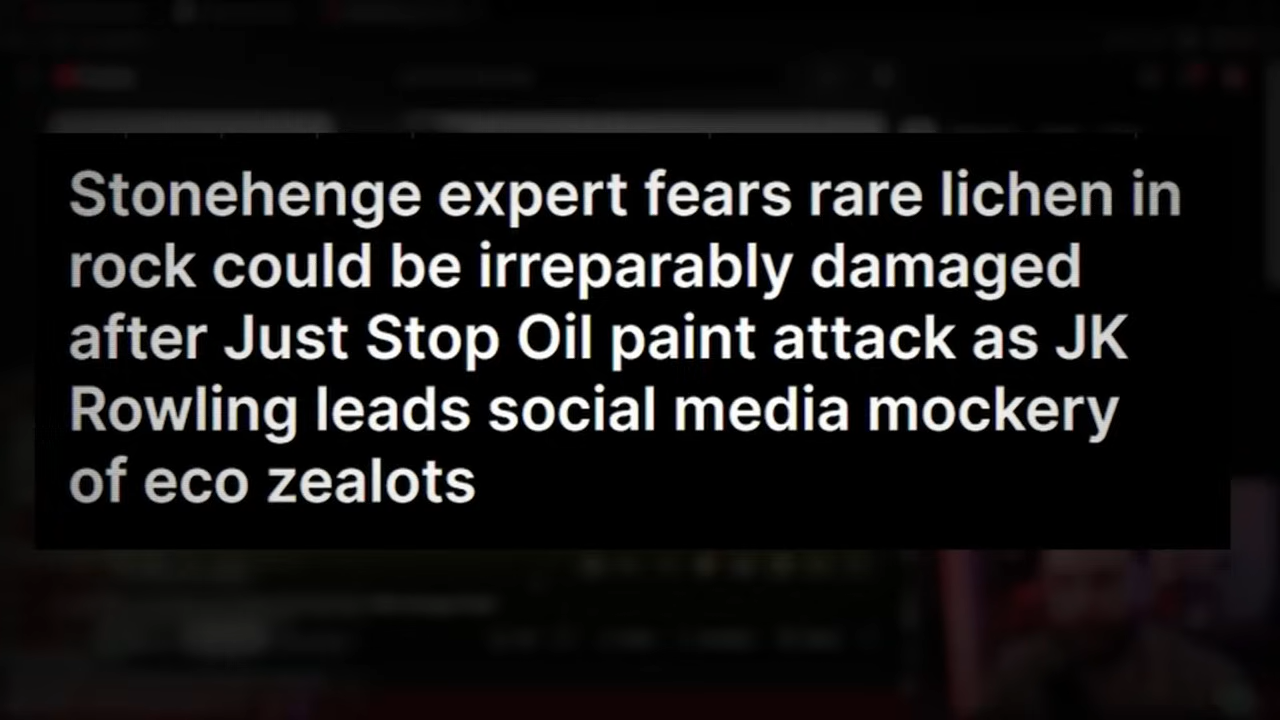 Stonehenge expert fears rare lichen in
rock could be irreparably damaged
after Just Stop Oil paint attack as JK
Rowling leads social media mockery
of eco zealots